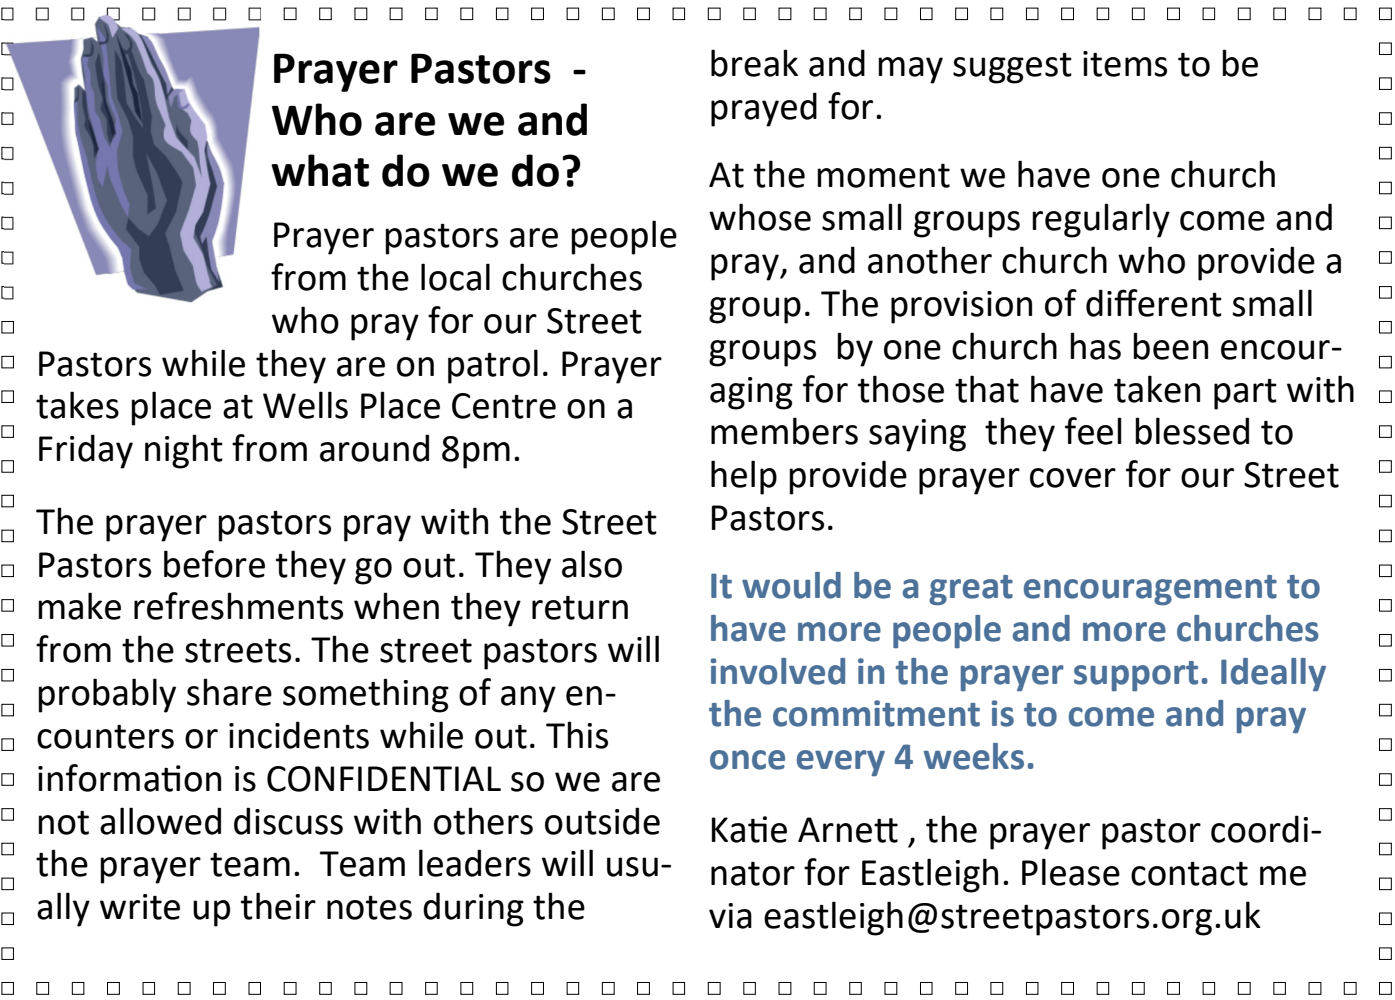 Prayer Pastors  -
Who are we and
what do we do?
Prayer pastors are people
from the local churches
who pray for our Street
Pastors while they are on patrol. Prayer
takes place at Wells Place Centre on a
Friday night from around 8pm.
The prayer pastors pray with the Street
Pastors before they go out. They also
make refreshments when they return
from the streets. The street pastors will
probably share something of any en-
counters or incidents while out. This
information is CONFIDENTIAL so we are
not allowed discuss with others outside
the prayer team.  Team leaders will usu-
ally write up their notes during the
break and may suggest items to be
prayed for.
At the moment we have one church
whose small groups regularly come and
pray, and another church who provide a
group. The provision of different small
groups  by one church has been encour-
aging for those that have taken part with
members saying  they feel blessed to
help provide prayer cover for our Street
Pastors.
It would be a great encouragement to
have more people and more churches
involved in the prayer support. Ideally
the commitment is to come and pray
once every 4 weeks.
Katie Arnett , the prayer pastor coordi-
nator for Eastleigh. Please contact me
via eastleigh@streetpastors.org.uk